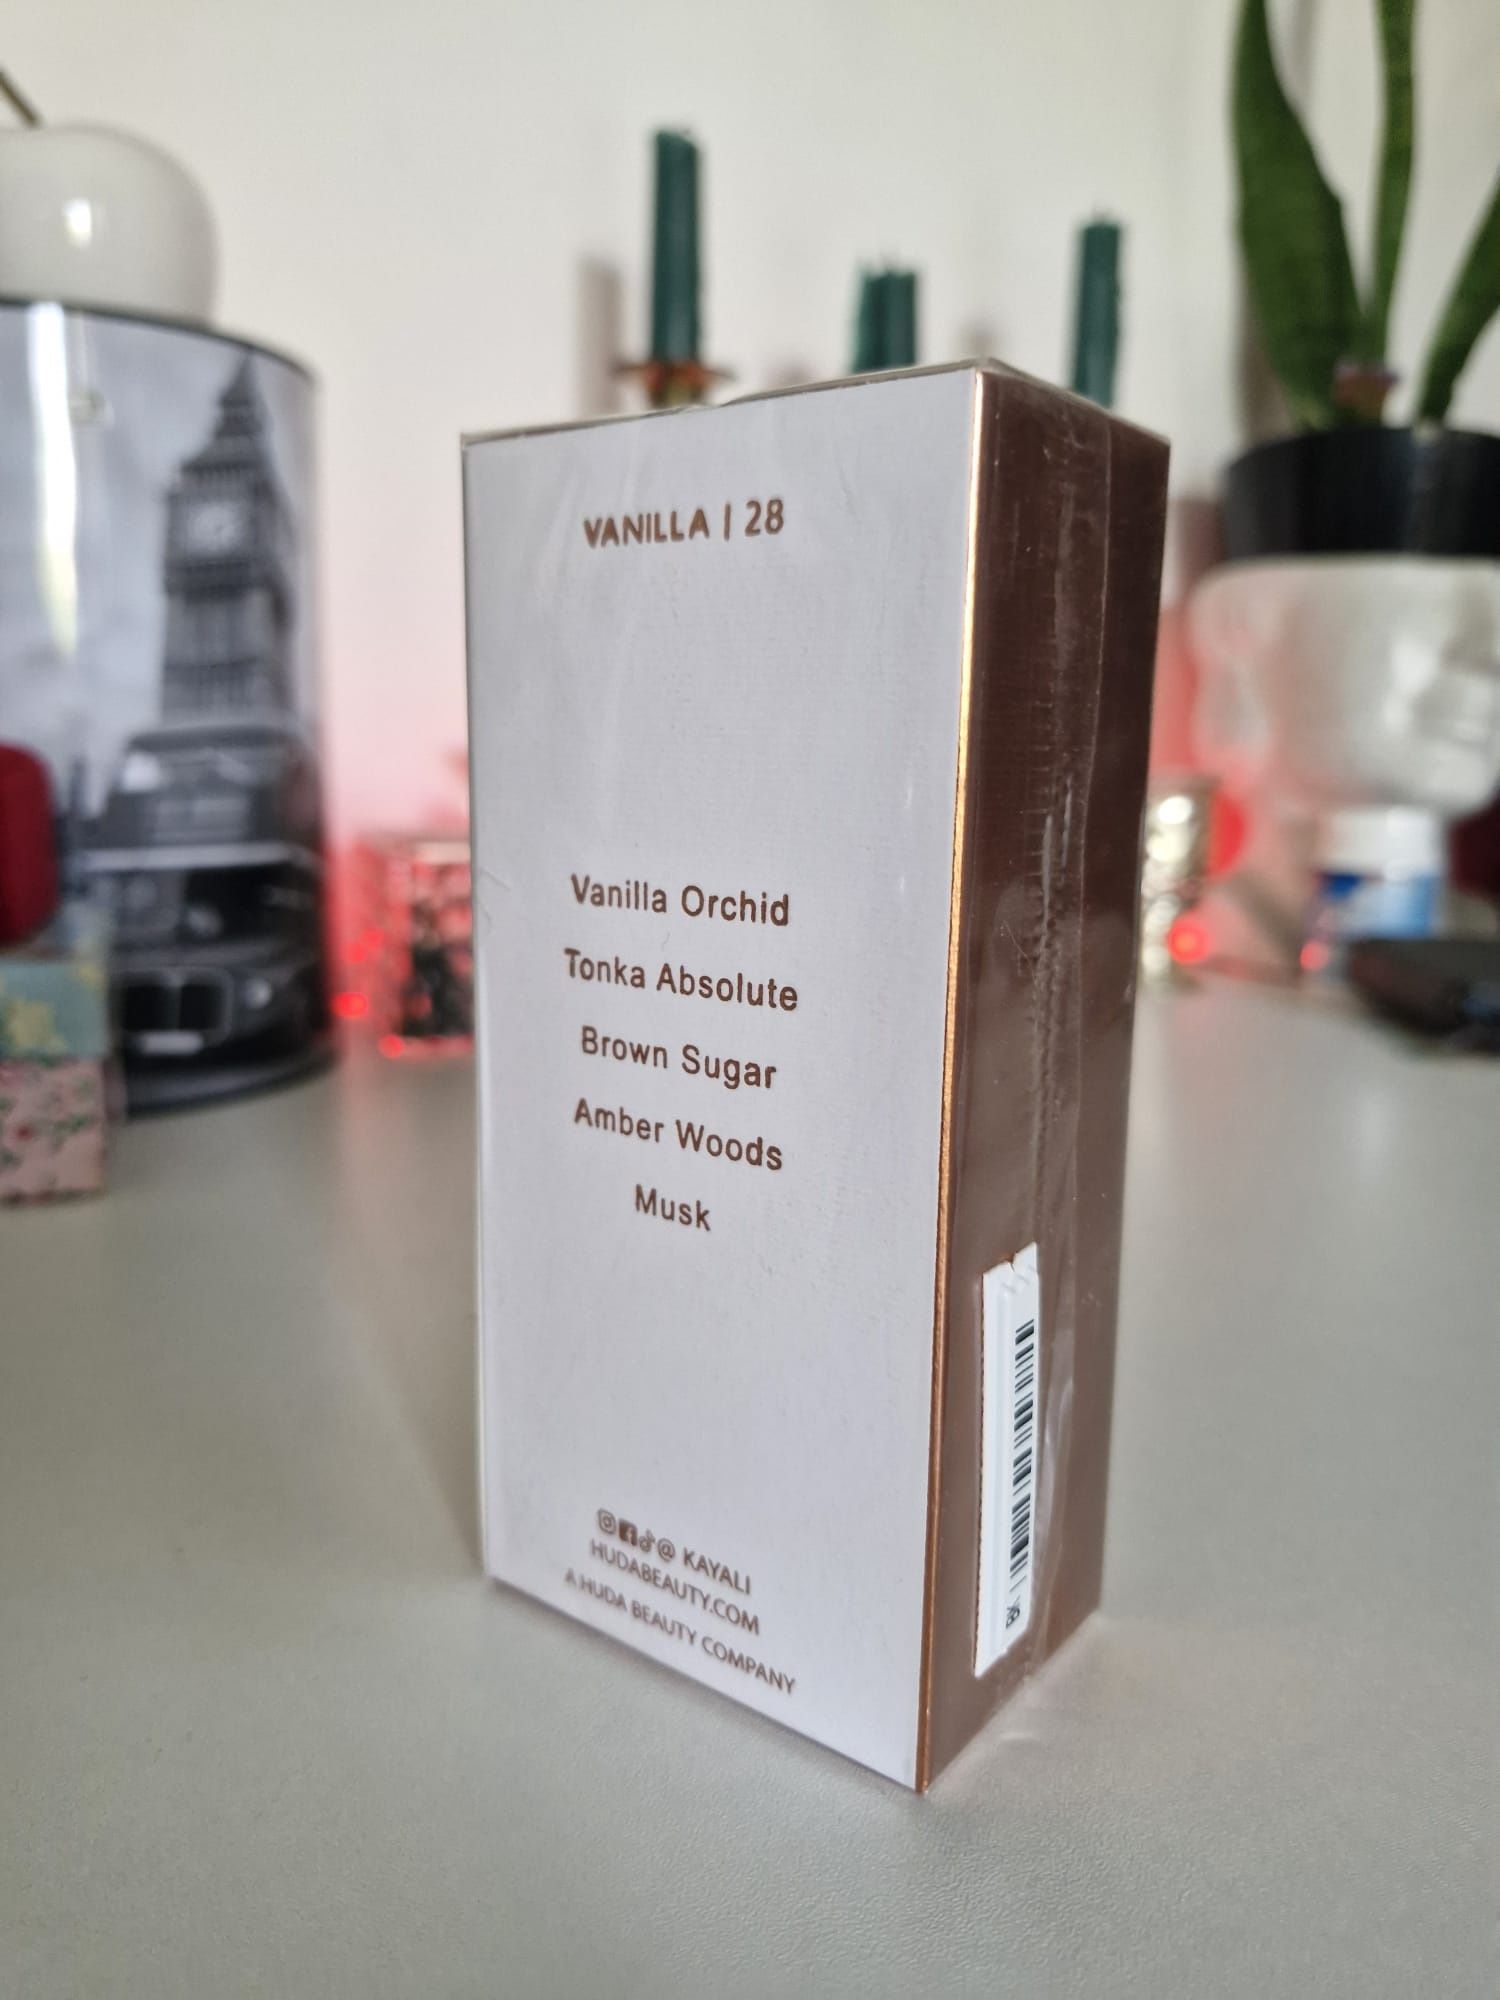 VANILLA | 28
Vanilla Orchid
Tonka Absolute
Brown Sugar
Amber Woods
Musk
@ KAYALI
HUDABEAUTY.COM
A HUDA BEAUTY COMPANY